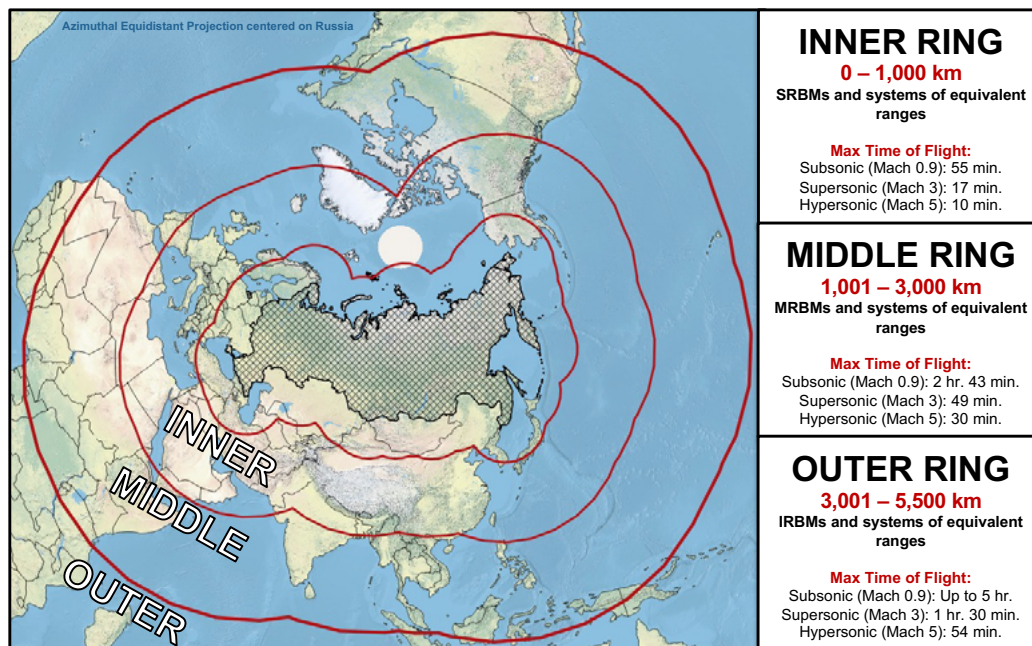 Azimuthal Equidistant Projection centered on Russia
INNER
MIDDLE
OUTER
INNER RING
0 – 1,000 km
SRBMs and systems of equivalent
ranges
Max Time of Flight:
Subsonic (Mach 0.9): 55 min.
Supersonic (Mach 3): 17 min.
Hypersonic (Mach 5): 10 min.
MIDDLE RING
1,001 – 3,000 km
MRBMs and systems of equivalent
ranges
Max Time of Flight:
Subsonic (Mach 0.9): 2 hr. 43 min.
Supersonic (Mach 3): 49 min.
Hypersonic (Mach 5): 30 min.
OUTER RING
3,001 – 5,500 km
IRBMs and systems of equivalent
ranges
Max Time of Flight:
Subsonic (Mach 0.9): Up to 5 hr.
Supersonic (Mach 3): 1 hr. 30 min.
Hypersonic (Mach 5): 54 min.